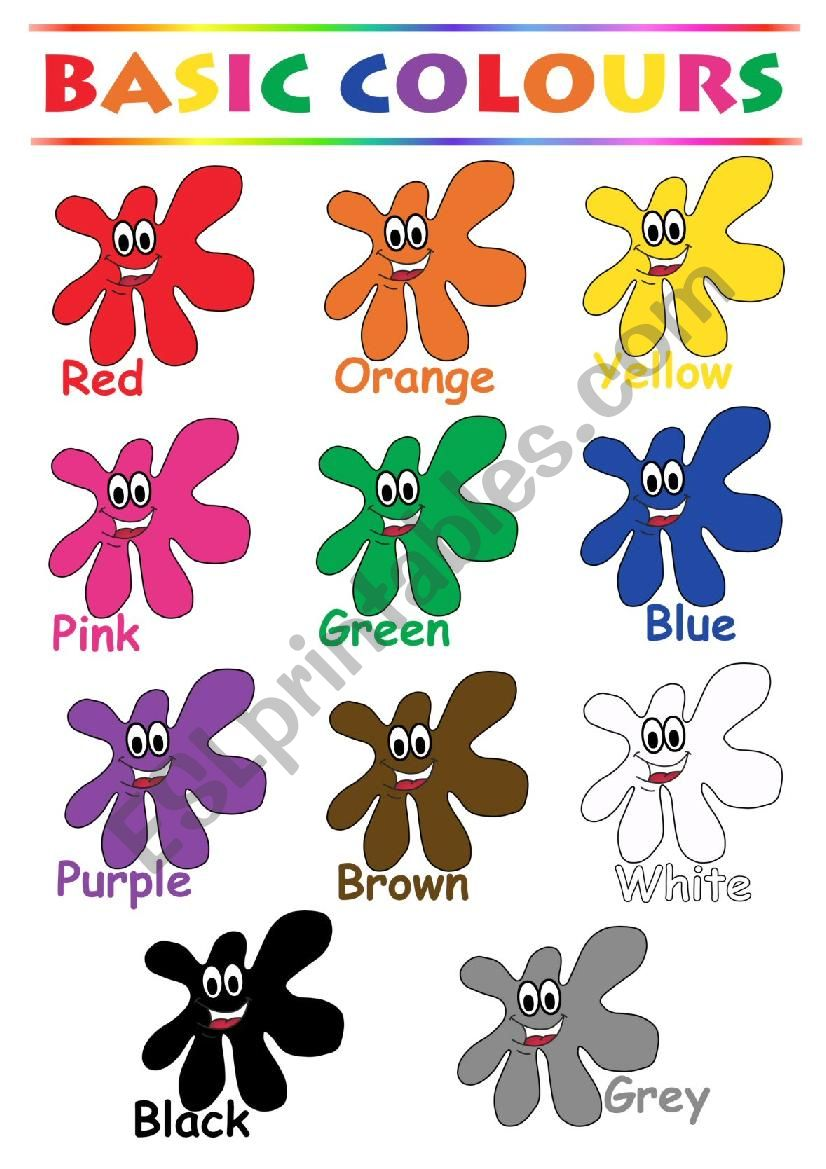 BASIC COLOURS
Red Orange Yellow
Pink Green Blue
Purple Brown White
Black Grey
ESLprintables.com